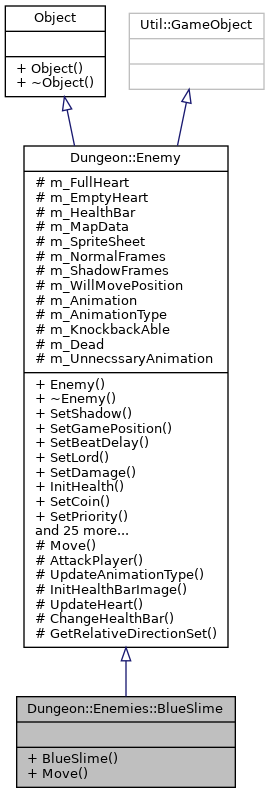 Object
+ Object()
+ ~Object()
Util::GameObject
Dungeon::Enemy
# m_FullHeart
# m_EmptyHeart
# m_HealthBar
# m_MapData
# m_SpriteSheet
# m_NormalFrames
# m_ShadowFrames
# m_WillMovePosition
# m_Animation
# m_AnimationType
# m_KnockbackAble
# m_Dead
# m_UnnecssaryAnimation
+ Enemy()
+ ~Enemy()
+ SetShadow()
+ SetGamePosition()
+ SetBeatDelay()
+ SetLord()
+ SetDamage()
+ InitHealth()
+ SetCoin()
+ SetPriority()
and 25 more...
# Move()
# AttackPlayer()
# UpdateAnimationType()
# InitHealthBarImage()
# UpdateHeart()
# ChangeHealthBar()
# GetRelativeDirectionSet()
Dungeon::Enemies::BlueSlime
+ BlueSlime()
+ Move()